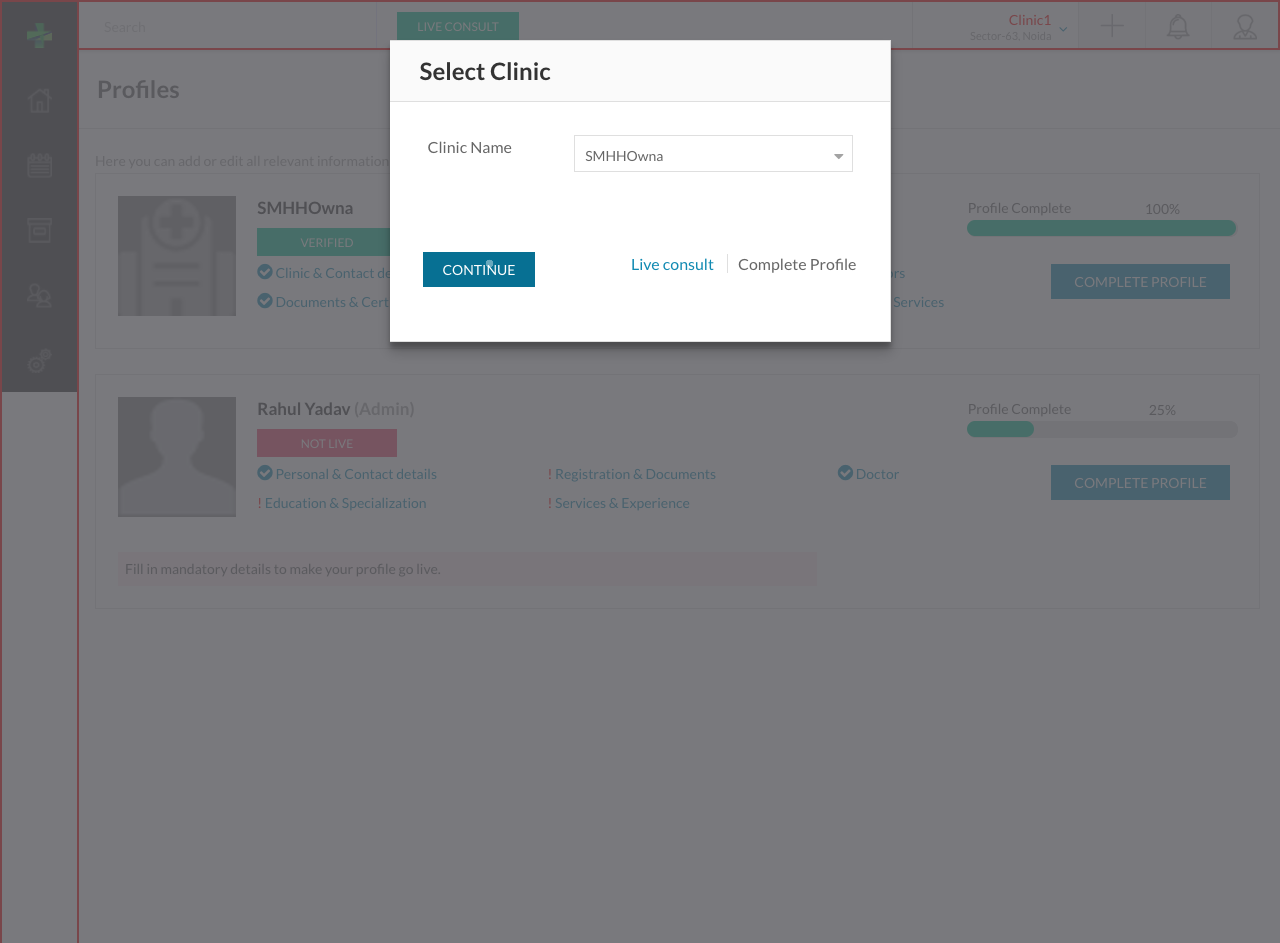 Search
LIVE CONSULT
Clinic1
Sector-63, Noida
Select Clinic
Profiles
Clinic Name
SMHHOwna
Here you can add or edit all relevant information
SMHHOwna
Profile Complete
100%
VERIFIED
CONTINUE
Live consult
Complete Profile
Clinic & Contact de
ors
COMPLETE PROFILE
Documents & Cert
Services
Rahul Yadav (Admin)
Profile Complete
25%
NOT LIVE
Personal & Contact details
! Registration & Documents
Doctor
COMPLETE PROFILE
! Education & Specialization
! Services & Experience
Fill in mandatory details to make your profile go live.